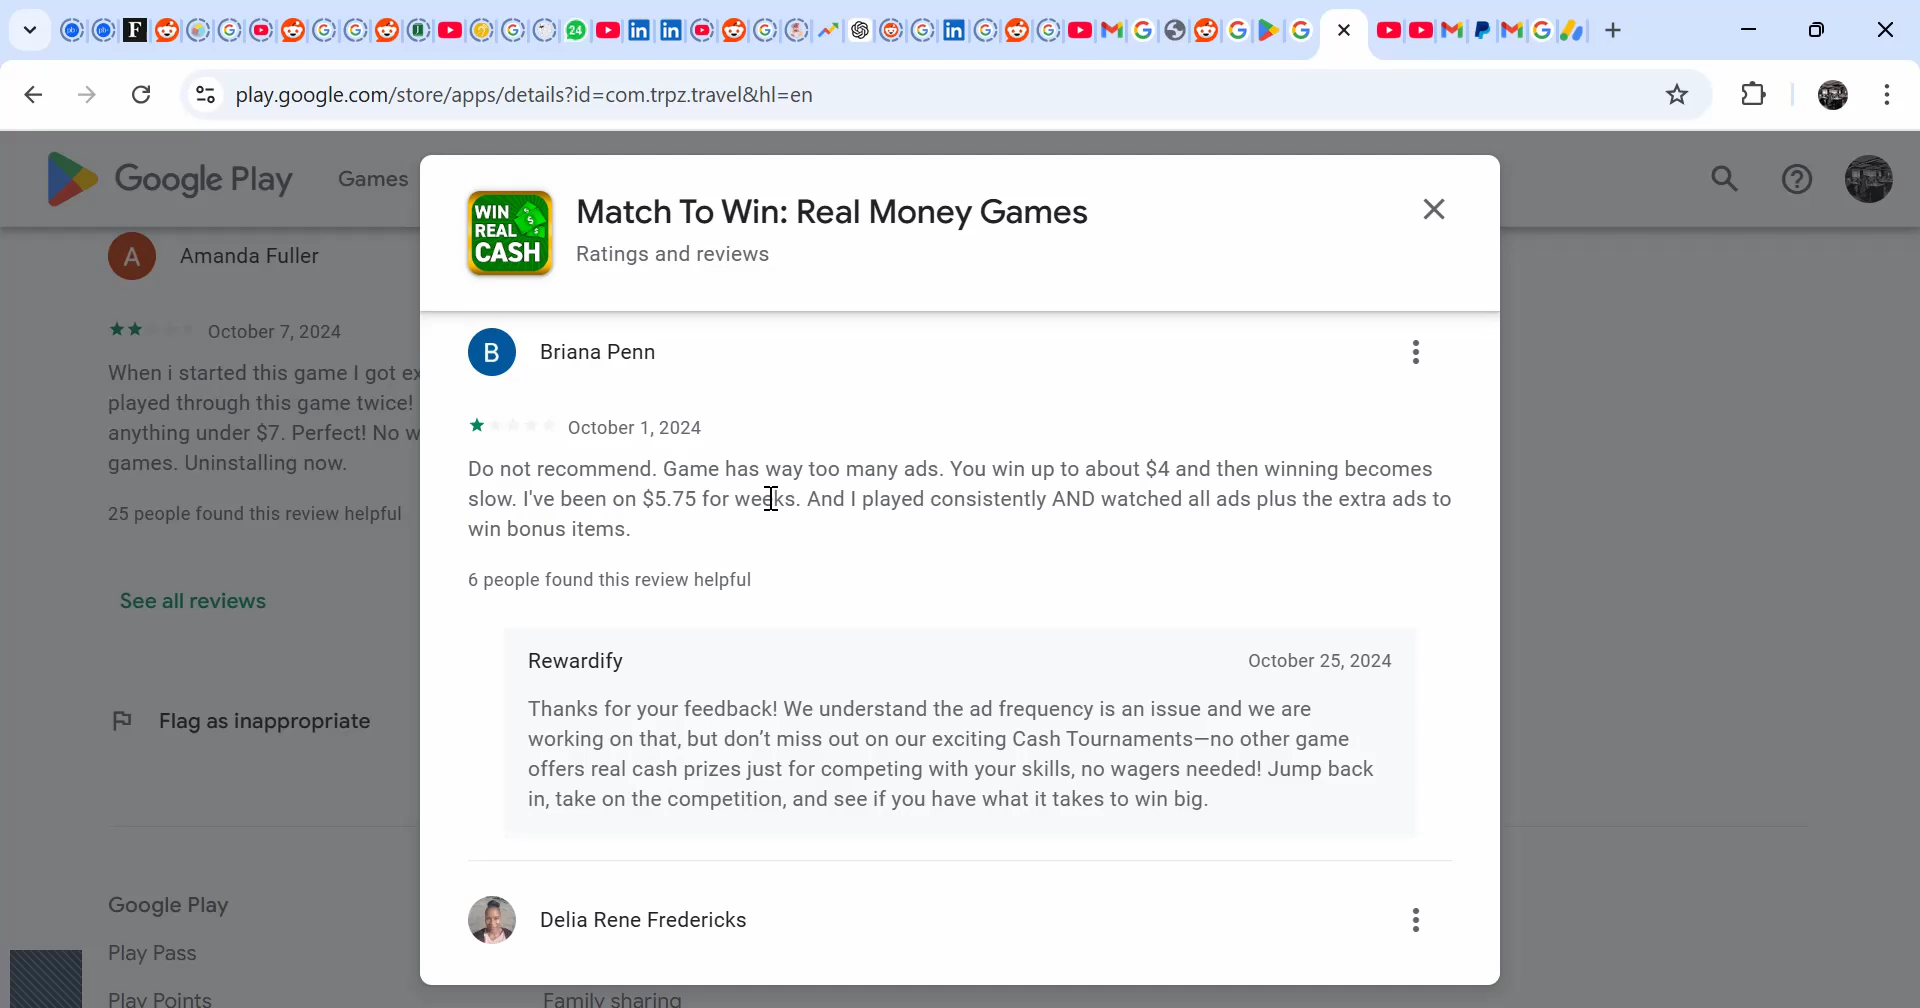 24
play.google.com/store/apps/details?id=com.trpz.travel&hl=en
Google Play
Games
WIN
REAL
CASH
Match To Win: Real Money Games
Ratings and reviews
A
Amanda Fuller
October 7, 2024
When i started this game I got ex
played through this game twice!
anything under $7. Perfect! No w
games. Uninstalling now.
25 people found this review helpful
See all reviews
Flag as inappropriate
Google Play
Play Pass
Play Points
B
Briana Penn
October 1, 2024
Do not recommend. Game has way too many ads. You win up to about $4 and then winning becomes
slow. I've been on $5.75 for weeks. And I played consistently AND watched all ads plus the extra ads to
win bonus items.
6 people found this review helpful
Rewardify
October 25, 2024
Thanks for your feedback! We understand the ad frequency is an issue and we are
working on that, but don’t miss out on our exciting Cash Tournaments—no other game
offers real cash prizes just for competing with your skills, no wagers needed! Jump back
in, take on the competition, and see if you have what it takes to win big.
Delia Rene Fredericks
Family sharing